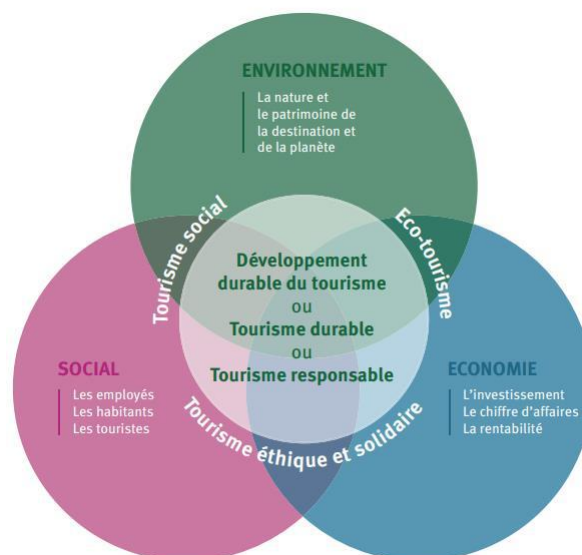 ENVIRONNEMENT
La nature et
le patrimoine de
la destination et
de la planète
Tourisme social
Eco-tourisme
Développement
durable du tourisme
ou
Tourisme durable
ou
Tourisme responsable
SOCIAL
Les employés
Les habitants
Les touristes
ECONOMIE
L'investissement
Le chiffre d'affaires
La rentabilité
Tourisme éthique et solidaire